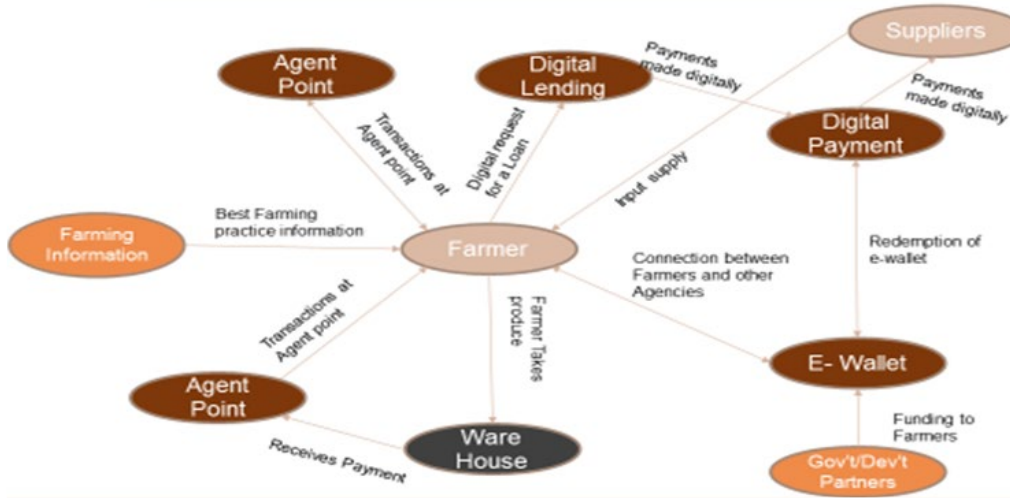 Suppliers
Agent
Point
Digital
Lending
Payments
made digitally
Payments
made digitally
Digital
Payment
Transactions at
Agent point
Digital request
for a Loan
Input supply
Farming
Information
Best Farming
practice information
Farmer
Connection between
Farmers and other
Agencies
Redemption of
e-wallet
Transactions at
Agent point
Farmer Takes
produce
E- Wallet
Agent
Point
Receives Payment
Ware
House
Funding to
Farmers
Gov't/Dev't
Partners